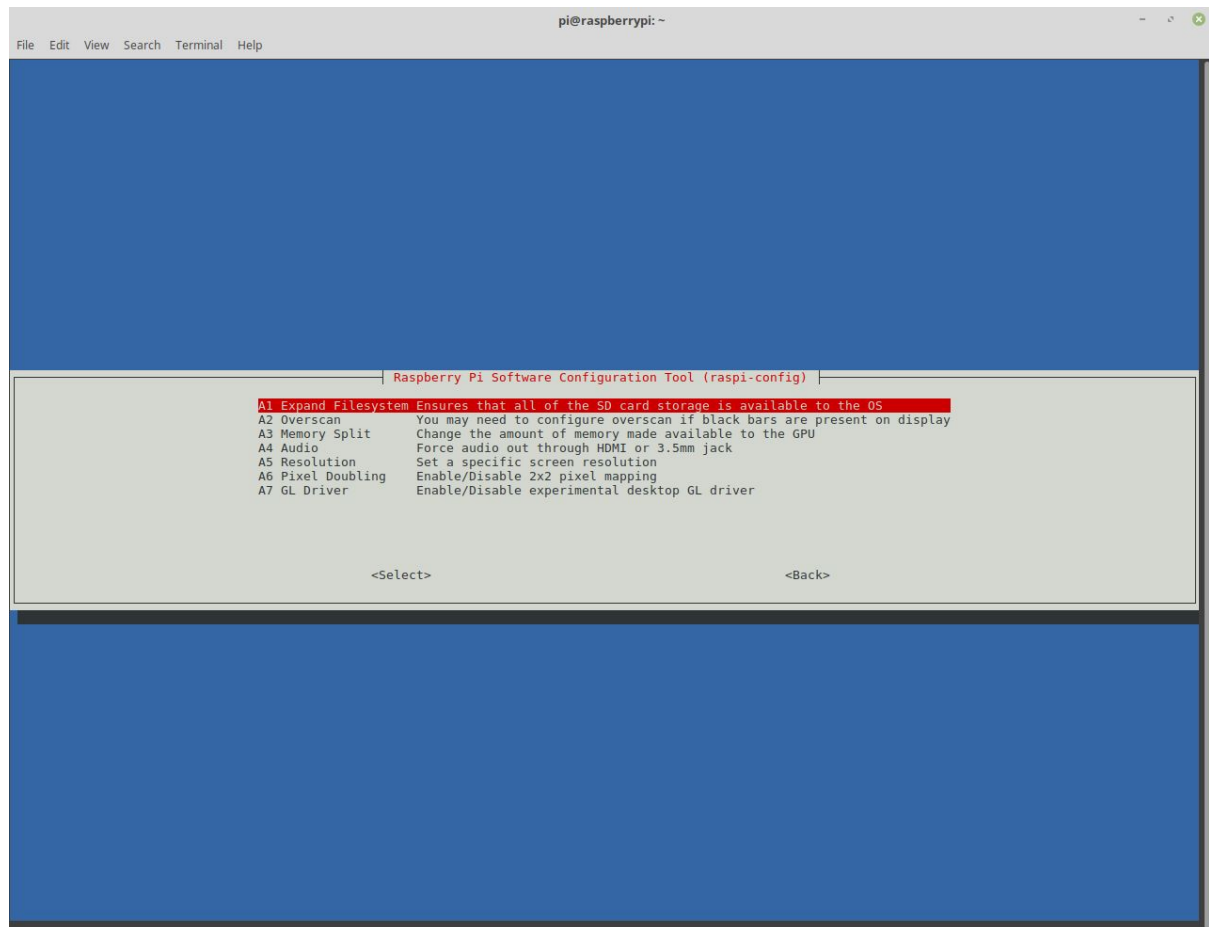 pi@raspberrypi: ~
File Edit View Search Terminal Help
Raspberry Pi Software Configuration Tool (raspi-config)
A1 Expand Filesystem Ensures that all of the SD card storage is available to the OS
A2 Overscan You may need to configure overscan if black bars are present on display
A3 Memory Split Change the amount of memory made available to the GPU
A4 Audio Force audio out through HDMI or 3.5mm jack
A5 Resolution Set a specific screen resolution
A6 Pixel Doubling Enable/Disable 2x2 pixel mapping
A7 GL Driver Enable/Disable experimental desktop GL driver
<Select> <Back>